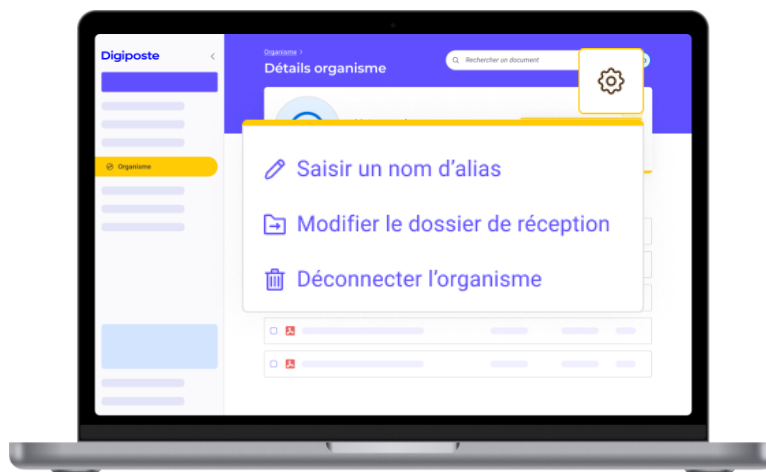 Digiposte
Organisme >
Détails organisme
Rechercher un document
Organisme
Saisir un nom d’alias
Modifier le dossier de réception
Déconnecter l’organisme